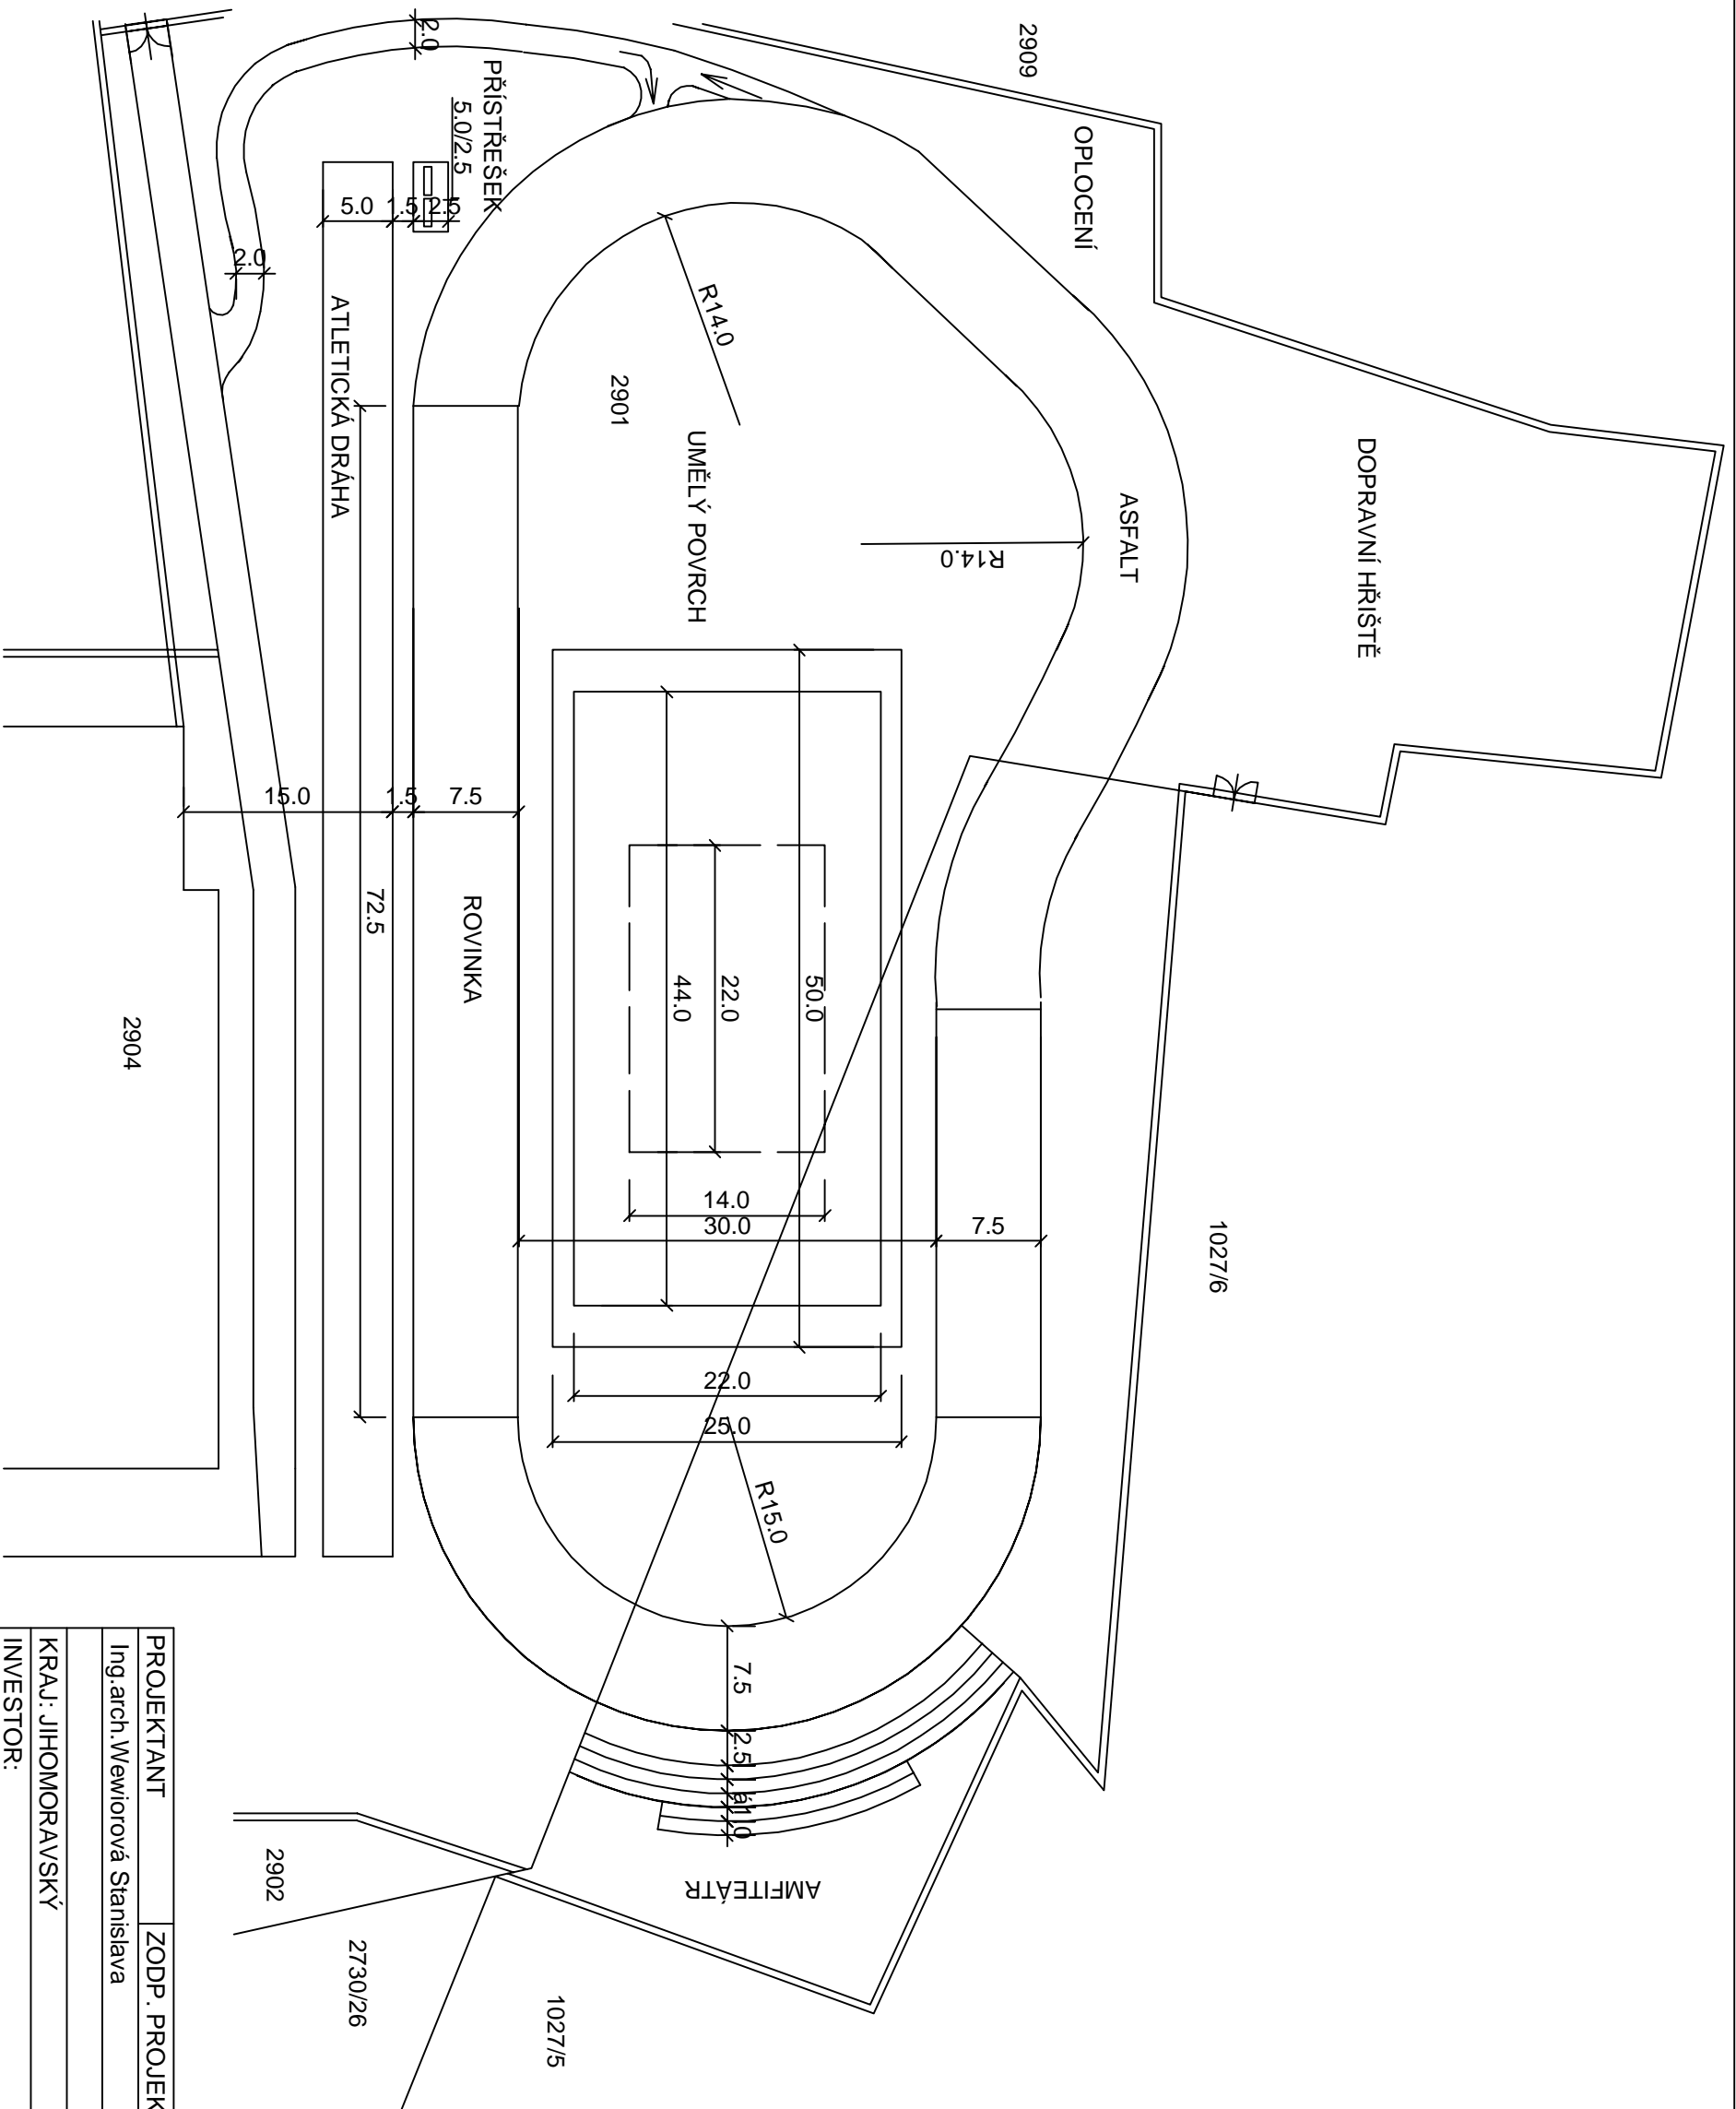 2909
OPLOCENÍ
DOPRAVNÍ HŘIŠTĚ
ASFALT
2.0
PŘÍSTŘEŠEK
5.0/2.5
5.0
1.5
2.5
2.0
ATLETICKÁ DRÁHA
R14.0
2901
UMĚLÝ POVRCH
R14.0
15.0
1.5
7.5
72.5
ROVINKA
50.0
22.0
44.0
14.0
30.0
7.5
22.0
25.0
R15.0
1027/6
2904
7.5
2.5
á1.0
AMFITEÁTR
2902
2730/26
1027/5
PROJEKTANT
ZODP. PROJEK
Ing.arch.Wewiorová Stanislava
KRAJ: JIHOMORAVSKÝ
INVESTOR: